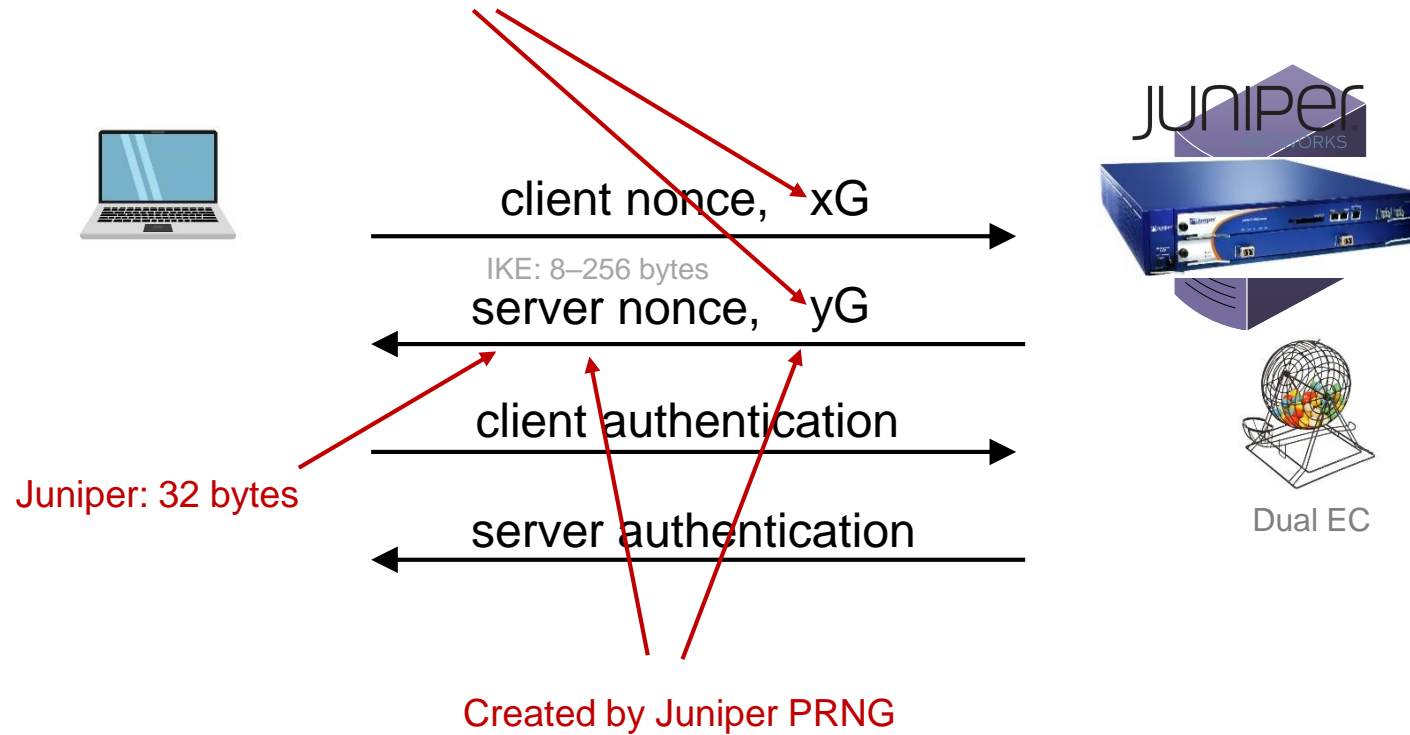 JUNIPER
NETWORKS
client nonce, xG
IKE: 8–256 bytes
server nonce, yG
client authentication
Juniper: 32 bytes
Dual EC
server authentication
Created by Juniper PRNG